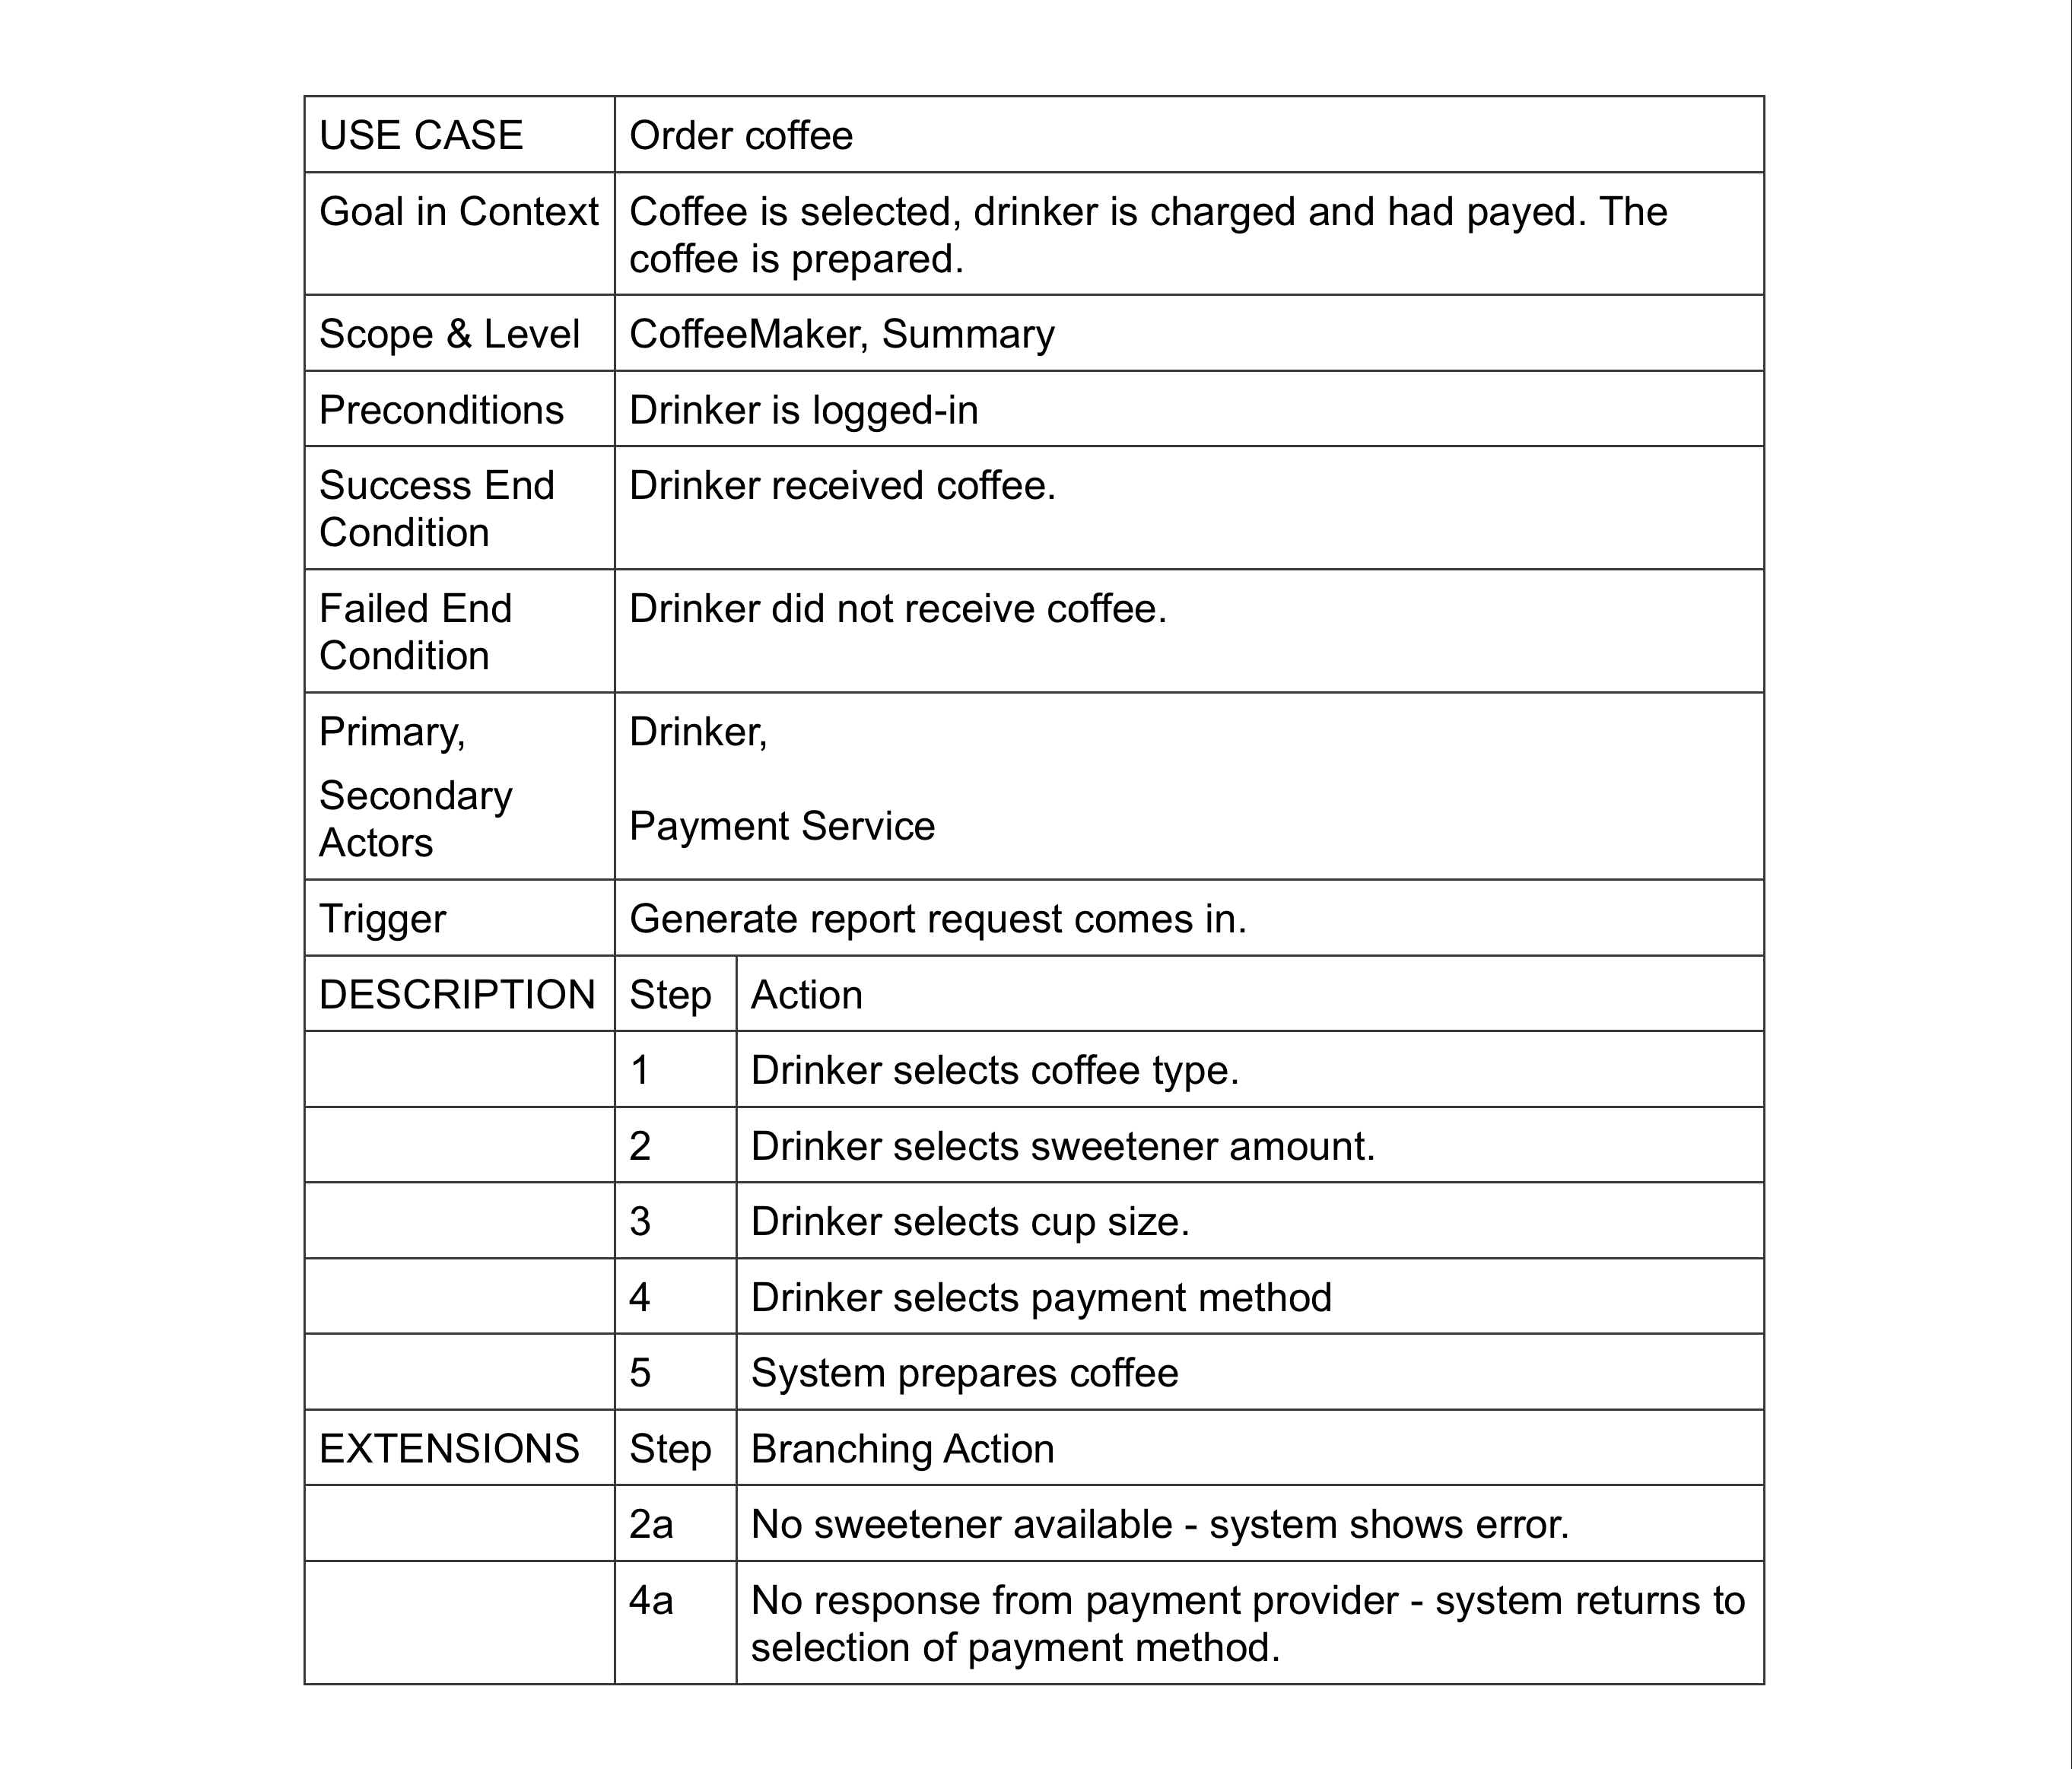 USE CASE
Order coffee
Goal in Context
Coffee is selected, drinker is charged and had payed. The
coffee is prepared.
Scope & Level
CoffeeMaker, Summary
Preconditions
Drinker is logged-in
Success End
Condition
Drinker received coffee.
Failed End
Condition
Drinker did not receive coffee.
Primary,
Secondary
Actors
Drinker,
Payment Service
Trigger
Generate report request comes in.
DESCRIPTION
Step
Action
1
Drinker selects coffee type.
2
Drinker selects sweetener amount.
3
Drinker selects cup size.
4
Drinker selects payment method
5
System prepares coffee
EXTENSIONS
Step
Branching Action
2a
No sweetener available - system shows error.
4a
No response from payment provider - system returns to
selection of payment method.